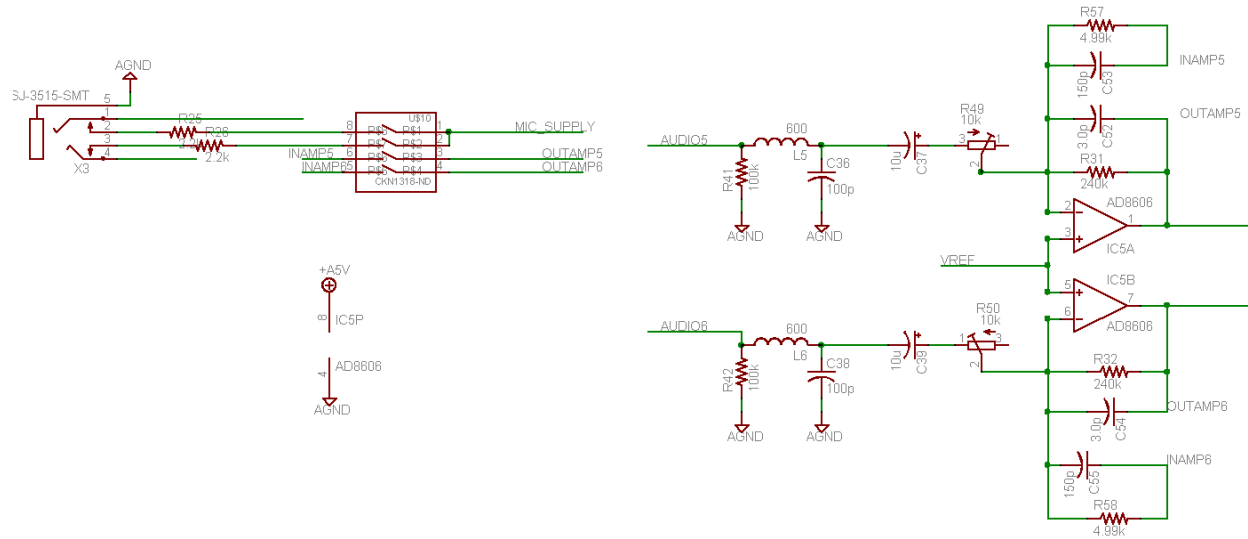 SJ-3515-SMT
AGND
5
1
2
3
4
X3
R25
R26
2.2k
8
7
6
5
US10
1
2
3
4
CKN1318-ND
MIC_SUPPLY
INAMP5
INAMP6
OUTAMP5
OUTAMP6
+A5V
8
IC5P
4
AD8606
AGND
AUDIO5
R41
100k
AGND
600
L5
C36
100p
AGND
10u
C37
R49
10k
3
1
2
R57
4.99k
150p
C53
INAMP5
3.0p
C52
OUTAMP5
R31
240k
AD8606
2
3
1
IC5A
VREF
IC5B
5
6
7
AD8606
AUDIO6
R42
100k
AGND
600
L6
C38
100p
AGND
10u
C39
R50
10k
1
3
2
R32
240k
OUTAMP6
3.0p
C54
INAMP6
150p
C55
R58
4.99k